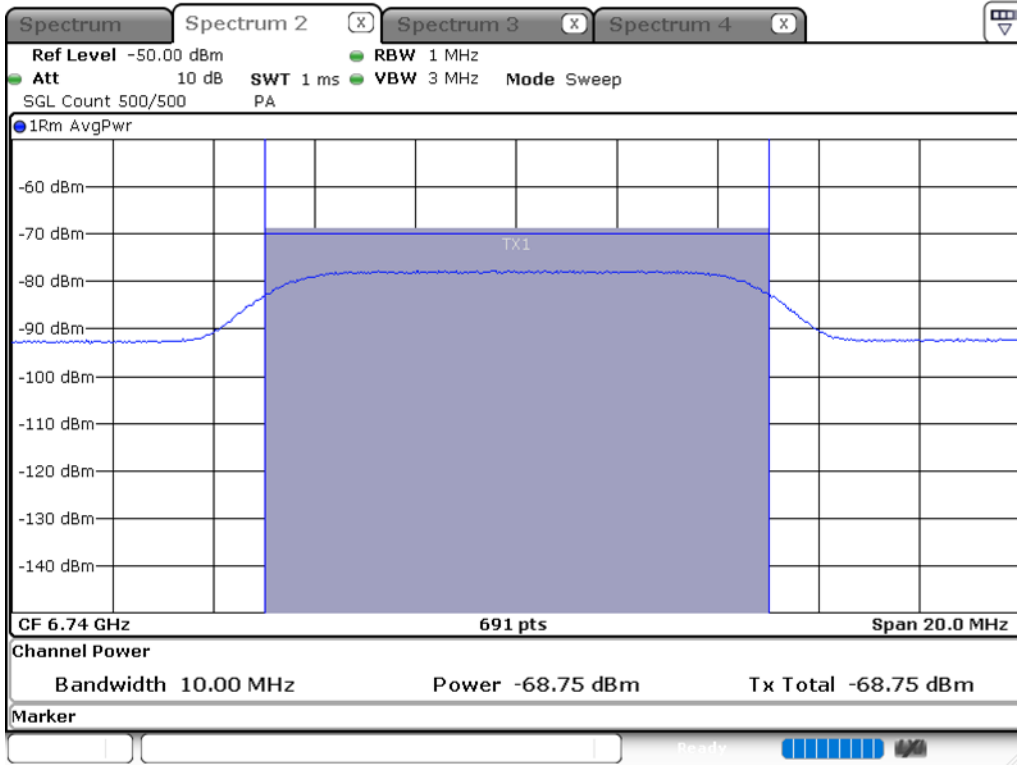 Spectrum Spectrum 2 X Spectrum 3 X Spectrum 4 X
Ref Level -50.00 dBm RBW 1 MHz
Att 10 dB SWT 1 ms VBW 3 MHz Mode Sweep
SGL Count 500/500 PA
1Rm AvgPwr
-60 dBm
-70 dBm
TX1
-80 dBm
-90 dBm
-100 dBm
-110 dBm
-120 dBm
-130 dBm
-140 dBm
CF 6.74 GHz 691 pts Span 20.0 MHz
Channel Power
Bandwidth 10.00 MHz Power -68.75 dBm Tx Total -68.75 dBm
Marker
Ready